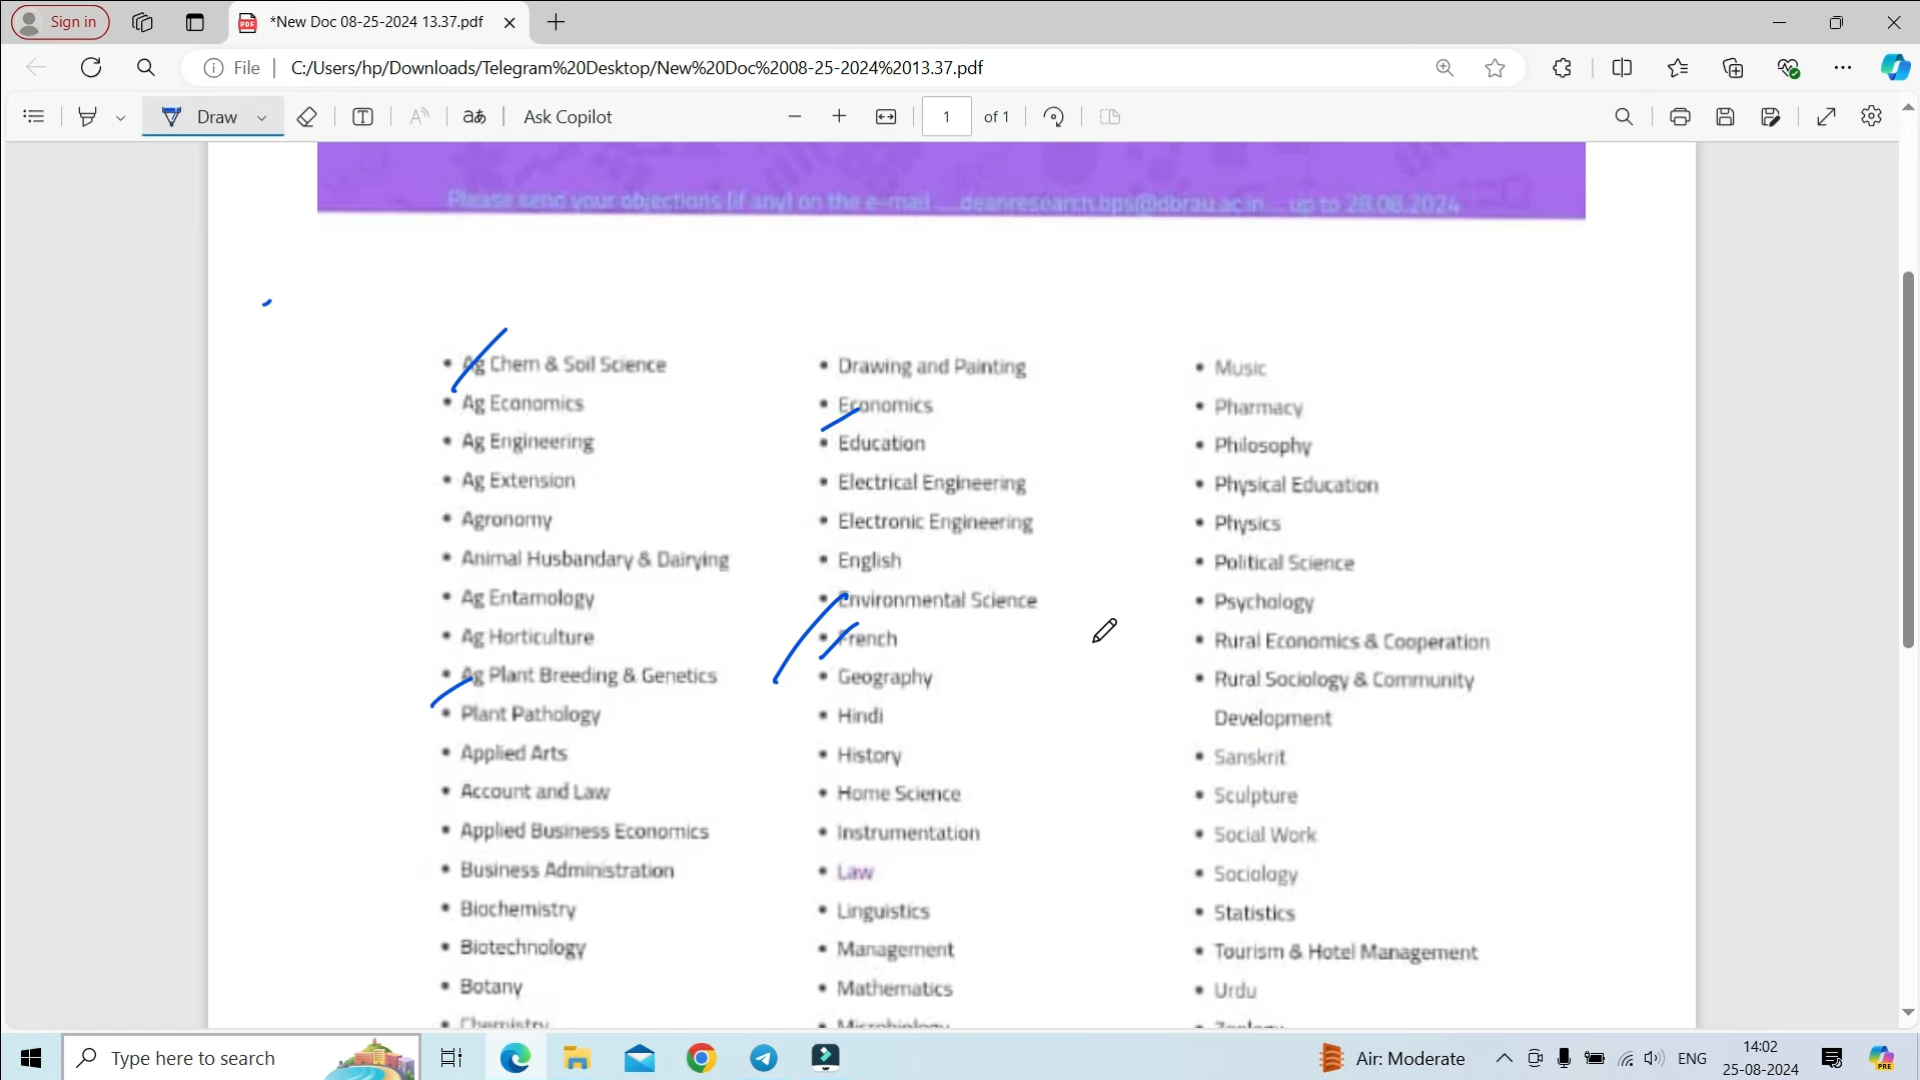 Sign in
*New Doc 08-25-2024 13.37.pdf
File
C:/Users/hp/Downloads/Telegram%20Desktop/New%20Doc%2008-25-2024%2013.37.pdf
Draw
aあ
Ask Copilot
1
of 1
Please send your objections (if any) on the e-mail ... deanresearch.bps@dbrau.ac.in ... up to 28.08.2024
• Ag Chem & Soil Science
• Ag Economics
• Ag Engineering
• Ag Extension
• Agronomy
• Animal Husbandary & Dairying
• Ag Entamology
• Ag Horticulture
• Ag Plant Breeding & Genetics
• Plant Pathology
• Applied Arts
• Account and Law
• Applied Business Economics
• Business Administration
• Biochemistry
• Biotechnology
• Botany
• Chemistry
• Drawing and Painting
• Economics
• Education
• Electrical Engineering
• Electronic Engineering
• English
• Environmental Science
• French
• Geography
• Hindi
• History
• Home Science
• Instrumentation
• Law
• Linguistics
• Management
• Mathematics
• Microbiology
• Music
• Pharmacy
• Philosophy
• Physical Education
• Physics
• Political Science
• Psychology
• Rural Economics & Cooperation
• Rural Sociology & Community
Development
• Sanskrit
• Sculpture
• Social Work
• Sociology
• Statistics
• Tourism & Hotel Management
• Urdu
• Zoology
Type here to search
Air: Moderate
ENG
14:02
25-08-2024